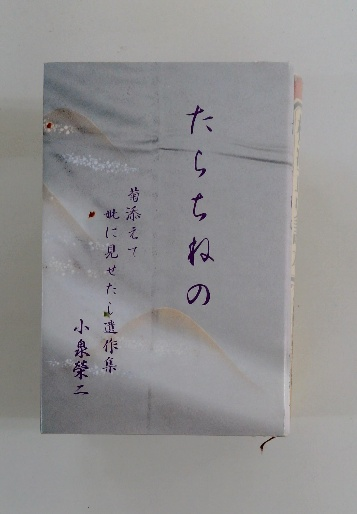 たらちねの
菊添えて
妣に見せたし遺作集
小泉榮二